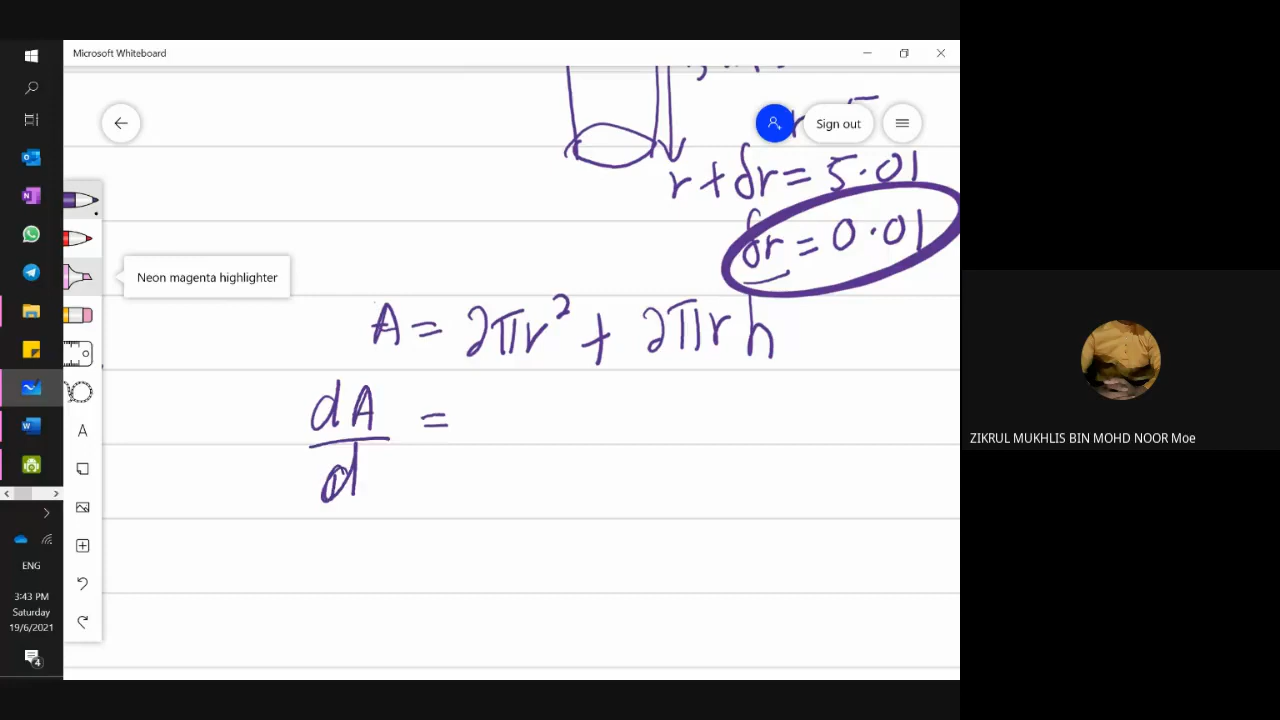 Microsoft Whiteboard
Sign out
r + δr = 5.01
δr = 0.01
Neon magenta highlighter
A = 2πr² + 2πrh
dA
=
d
A
ENG
3:43 PM
Saturday
19/6/2021
4
ZIKRUL MUKHLIS BIN MOHD NOOR Moe